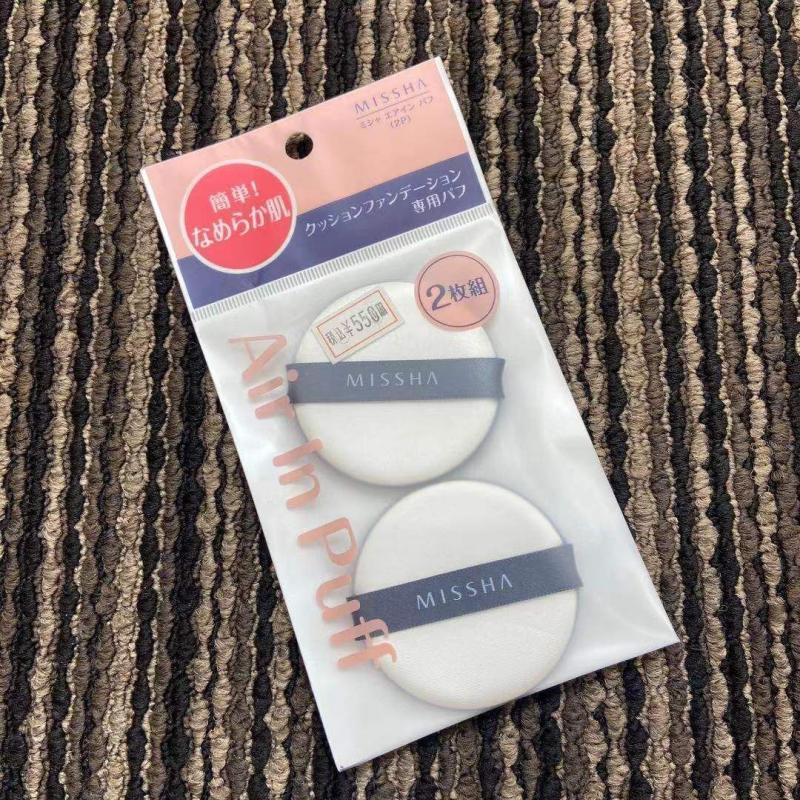 MISSHA
ミシャ エアイン パフ
(2P)
簡単!
なめらか肌
クッションファンデーション
専用パフ
2枚組
税込¥550円
MISSHA
Air In Puff
MISSHA